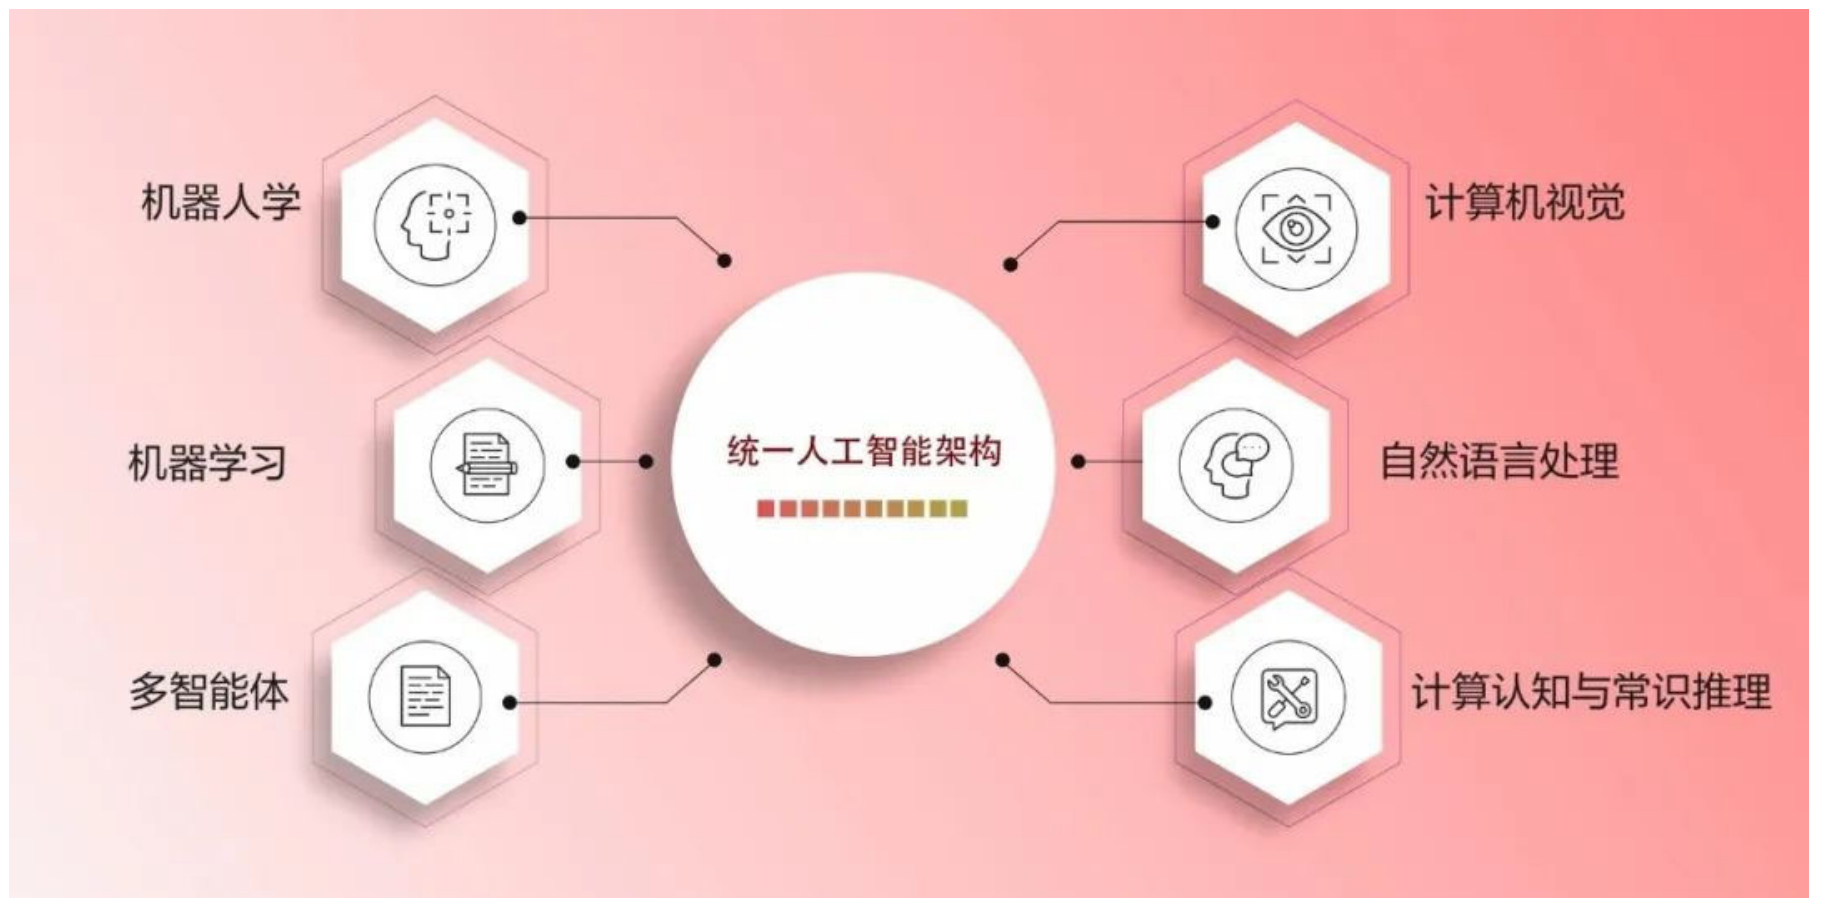 机器人学
计算机视觉
统一人工智能架构
机器学习
自然语言处理
多智能体
计算认知与常识推理